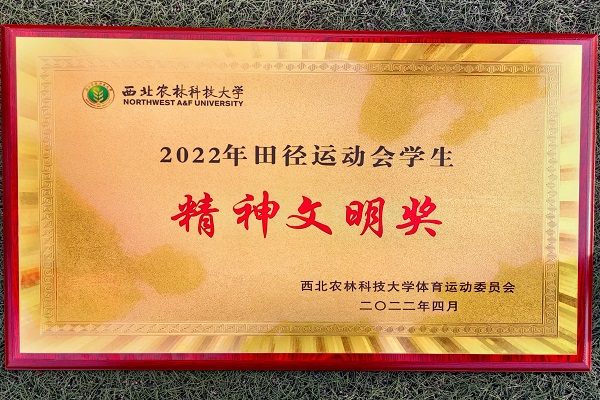 西北农林科技大学
NORTHWEST A&F UNIVERSITY
2022年田径运动会学生
精神文明奖
西北农林科技大学体育运动委员会
二〇二二年四月